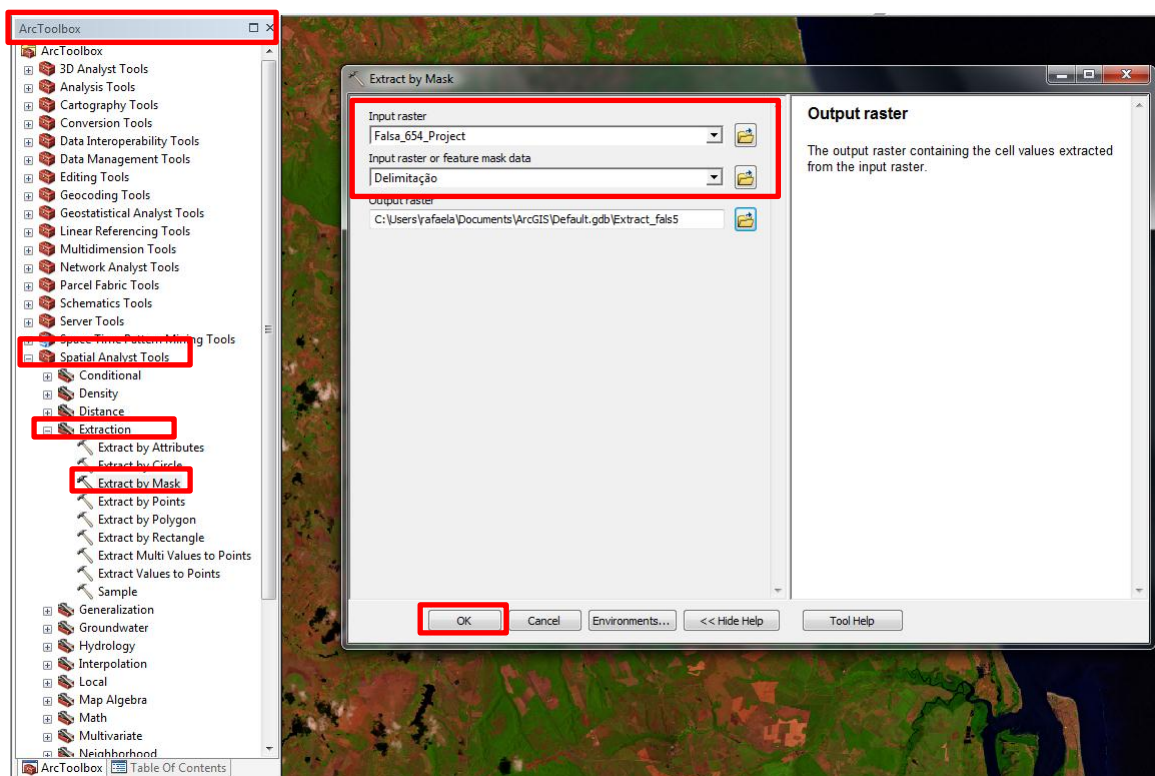 ArcToolbox
ArcToolbox
3D Analyst Tools
Analysis Tools
Cartography Tools
Conversion Tools
Data Interoperability Tools
Data Management Tools
Editing Tools
Geocoding Tools
Geostatistical Analyst Tools
Linear Referencing Tools
Multidimension Tools
Network Analyst Tools
Parcel Fabric Tools
Schematics Tools
Server Tools
Space Time Pattern Mining Tools
Spatial Analyst Tools
Conditional
Density
Distance
Extraction
Extract by Attributes
Extract by Circle
Extract by Mask
Extract by Points
Extract by Polygon
Extract by Rectangle
Extract Multi Values to Points
Extract Values to Points
Sample
Generalization
Groundwater
Hydrology
Interpolation
Local
Map Algebra
Math
Multivariate
Neighborhood
ArcToolbox
Table Of Contents
Extract by Mask
Input raster
Falsa_654_Project
Input raster or feature mask data
Delimitação
Output raster
C:\Users\rafaela\Documents\ArcGIS\Default.gdb\Extract_fals5
OK
Cancel
Environments...
<< Hide Help
Output raster
The output raster containing the cell values extracted
from the input raster.
Tool Help